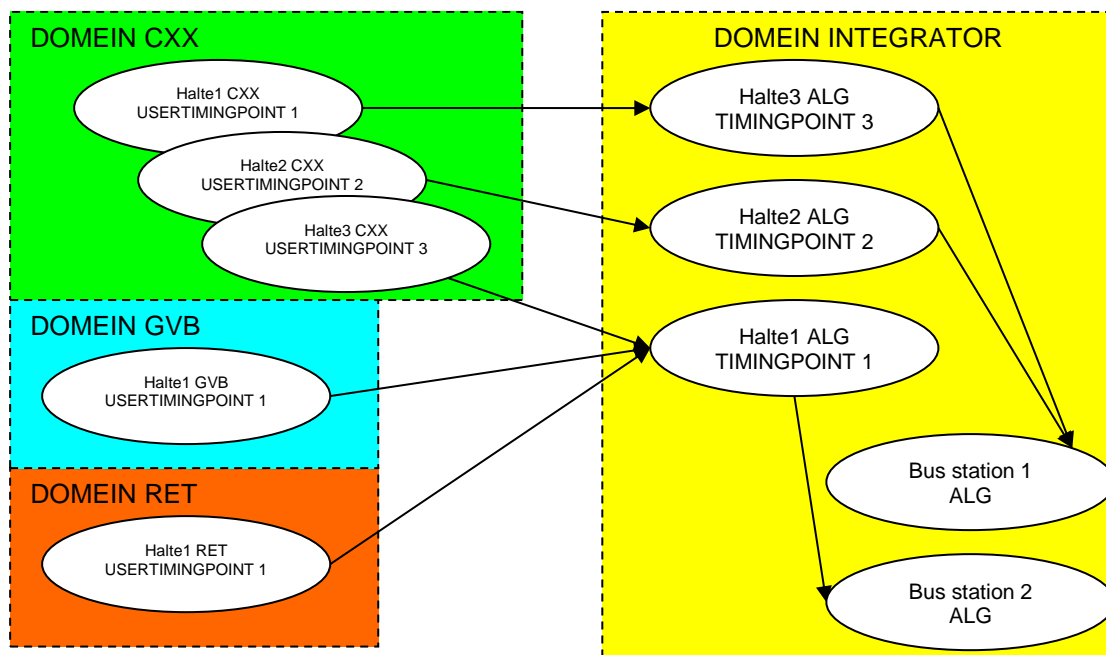 DOMEIN CXX
Halte1 CXX
USERTIMINGPOINT 1
Halte2 CXX
USERTIMINGPOINT 2
Halte3 CXX
USERTIMINGPOINT 3
DOMEIN GVB
Halte1 GVB
USERTIMINGPOINT 1
DOMEIN RET
Halte1 RET
USERTIMINGPOINT 1
DOMEIN INTEGRATOR
Halte3 ALG
TIMINGPOINT 3
Halte2 ALG
TIMINGPOINT 2
Halte1 ALG
TIMINGPOINT 1
Bus station 1
ALG
Bus station 2
ALG